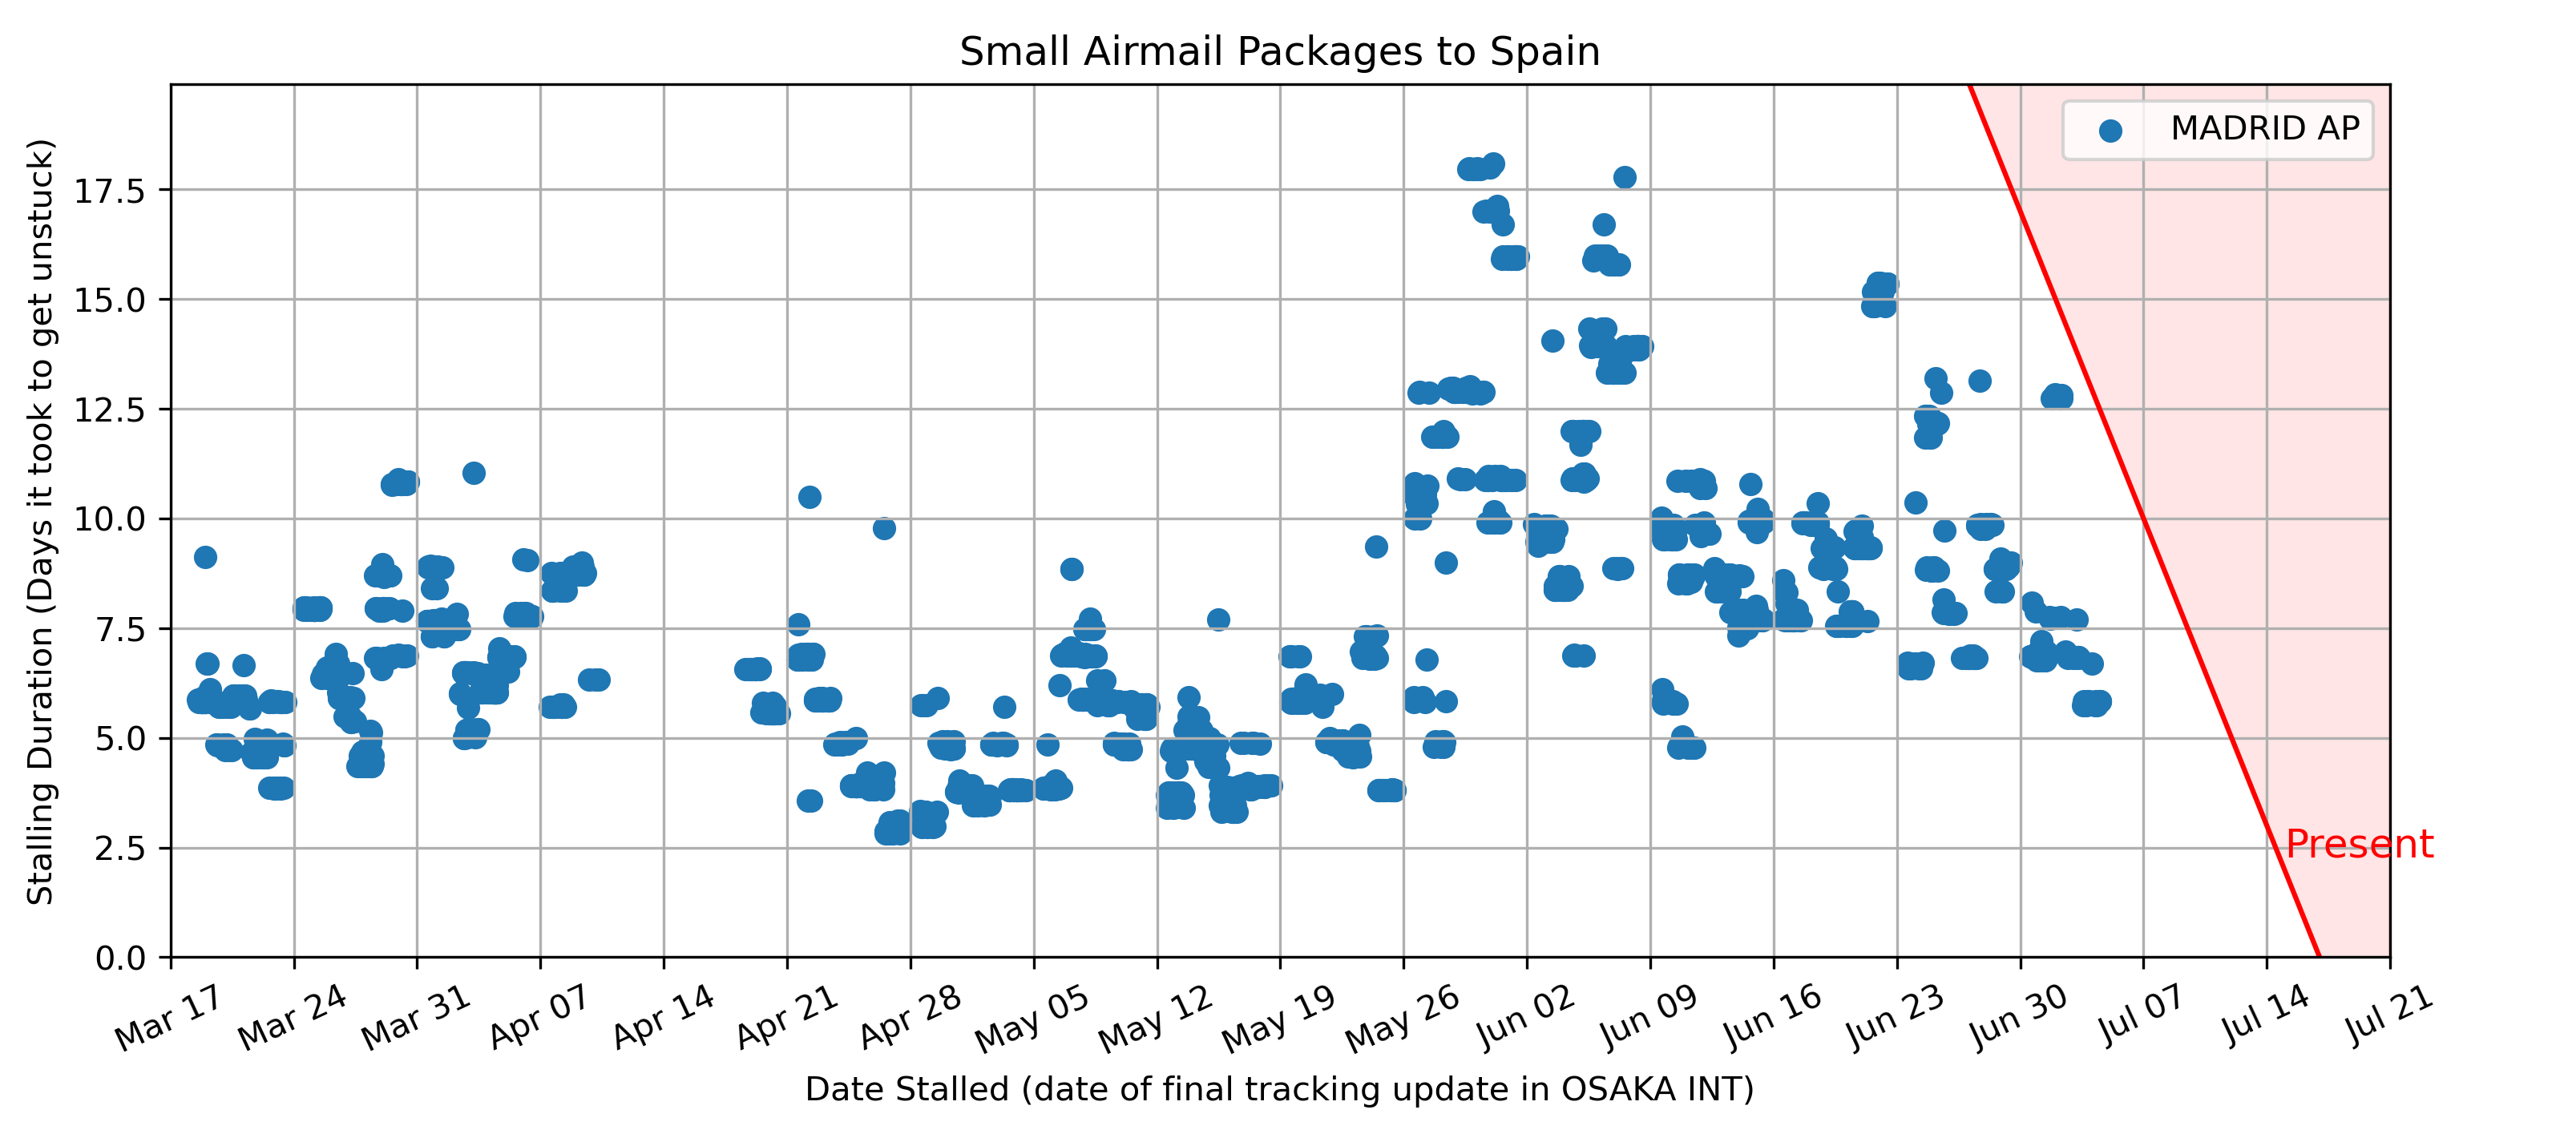 Small Airmail Packages to Spain
MADRID AP
Stalling Duration (Days it took to get unstuck)
17.5
15.0
12.5
10.0
7.5
5.0
2.5
0.0
Present
Mar 17
Mar 24
Mar 31
Apr 07
Apr 14
Apr 21
Apr 28
May 05
May 12
May 19
May 26
Jun 02
Jun 09
Jun 16
Jun 23
Jun 30
Jul 07
Jul 14
Jul 21
Date Stalled (date of final tracking update in OSAKA INT)